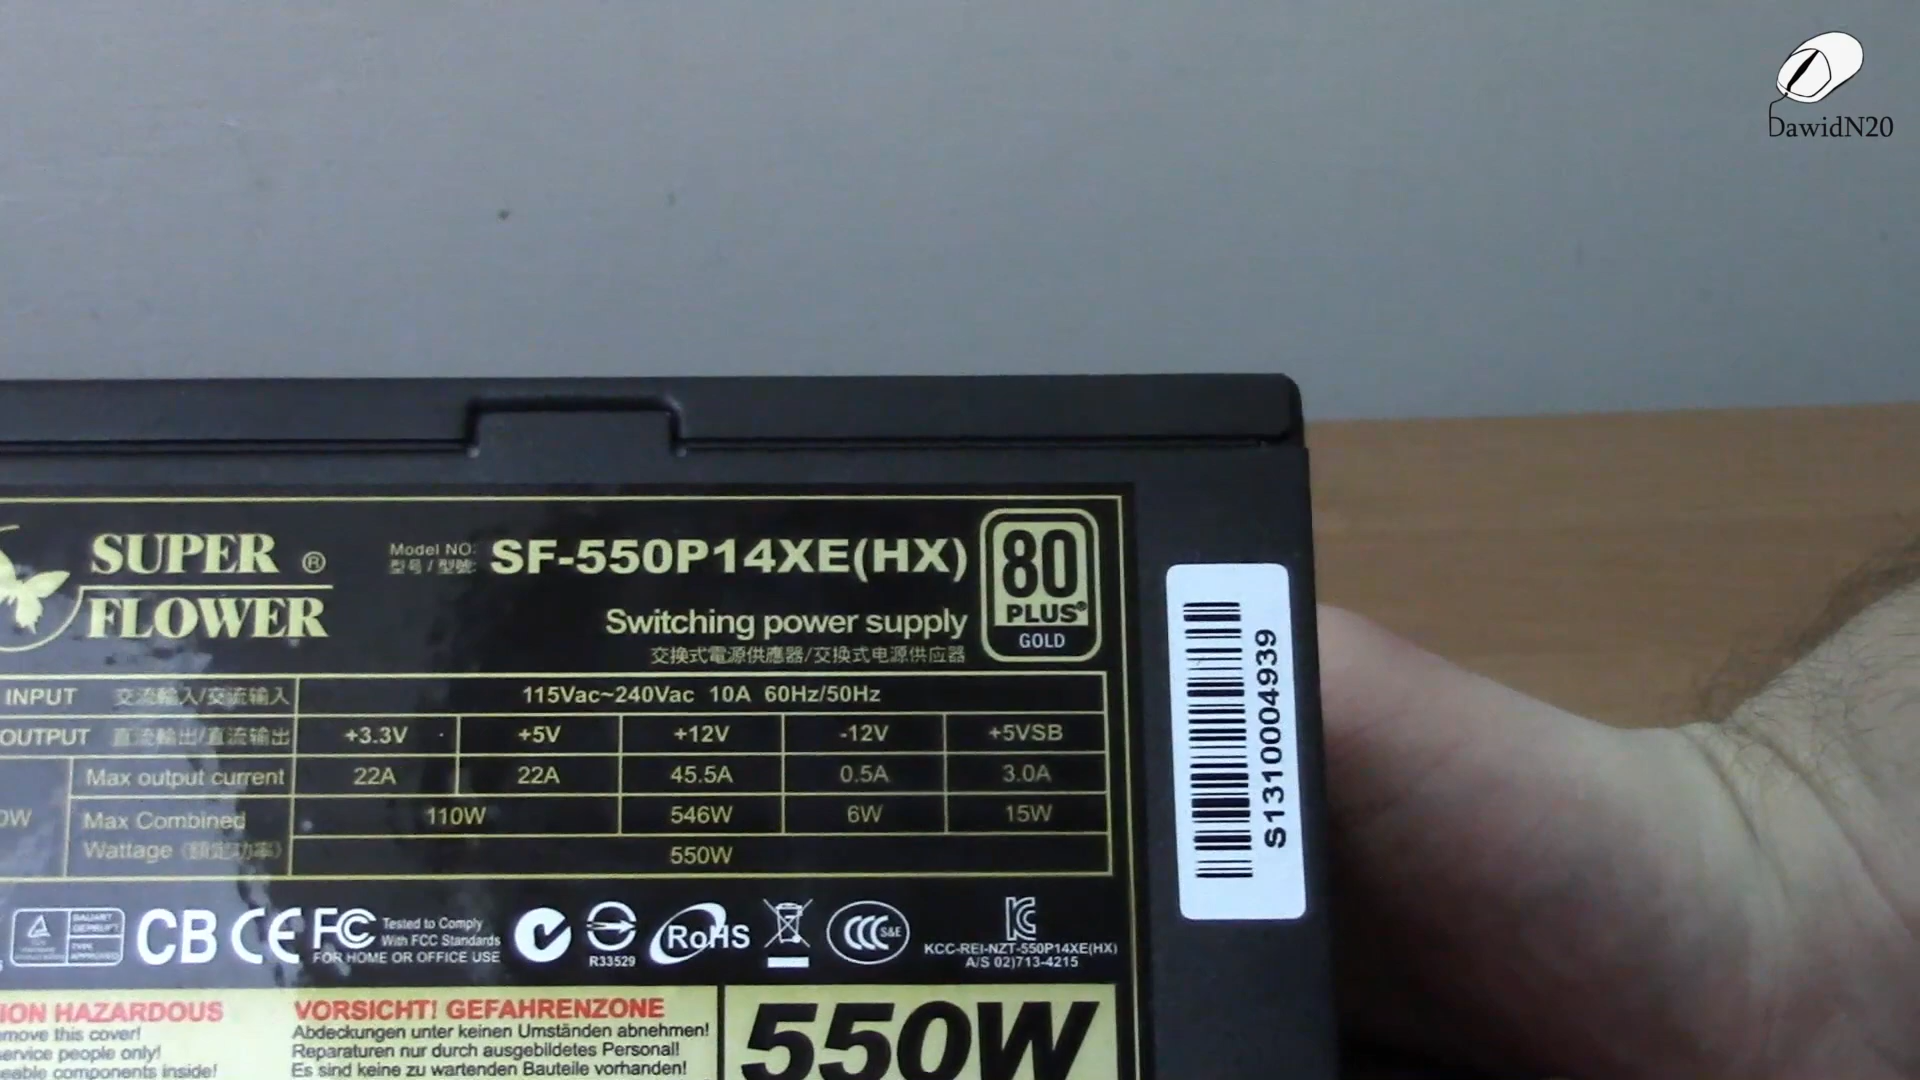 DawidN20
SUPER ®
FLOWER
Model NO:
型号 / 型號:
SF-550P14XE(HX)
Switching power supply
交換式電源供應器/交换式电源供应器
80
PLUS®
GOLD
INPUT 交流輸入/交流输入 115Vac~240Vac 10A 60Hz/50Hz
OUTPUT 直流輸出/直流输出 +3.3V +5V +12V -12V +5VSB
Max output current 22A 22A 45.5A 0.5A 3.0A
Max Combined 110W 546W 6W 15W
Wattage (額定功率) 550W
S1310004939
BAUART
GEPRÜFT
TYPE
APPROVED
CB CE FC Tested to Comply
With FCC Standards
FOR HOME OR OFFICE USE
R33529
RoHS
CCC S&E
KCC-REI-NZT-550P14XE(HX)
A/S 02)713-4215
ION HAZARDOUS
move this cover!
ervice people only!
eable components inside!
VORSICHT! GEFAHRENZONE
Abdeckungen unter keinen Umständen abnehmen!
Reparaturen nur durch ausgebildetes Personal!
Es sind keine zu wartenden Bauteile vorhanden!
550W